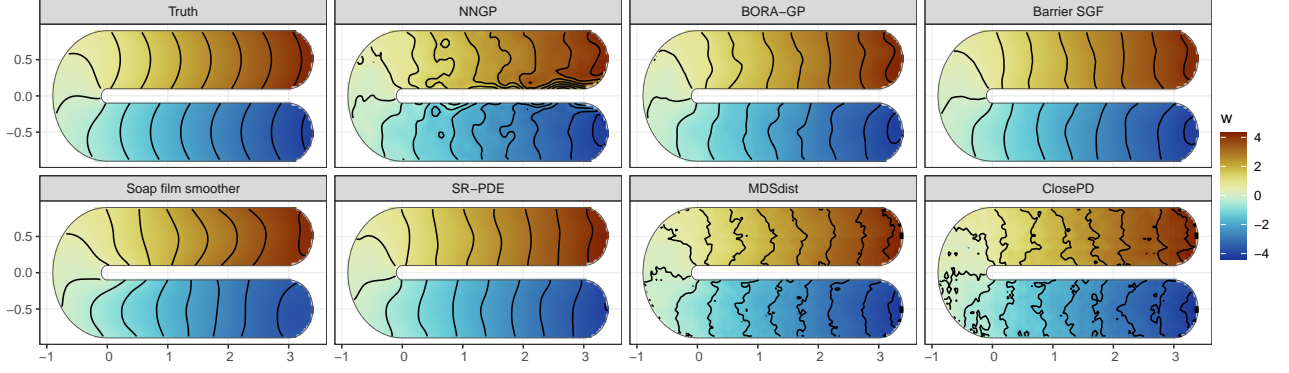 Truth NNGP BORA−GP Barrier SGF
0.5
0.0
−0.5
w
4
2
0
−2
−4
Soap film smoother SR−PDE MDSdist ClosePD
0.5
0.0
−0.5
−1 0 1 2 3 −1 0 1 2 3 −1 0 1 2 3 −1 0 1 2 3